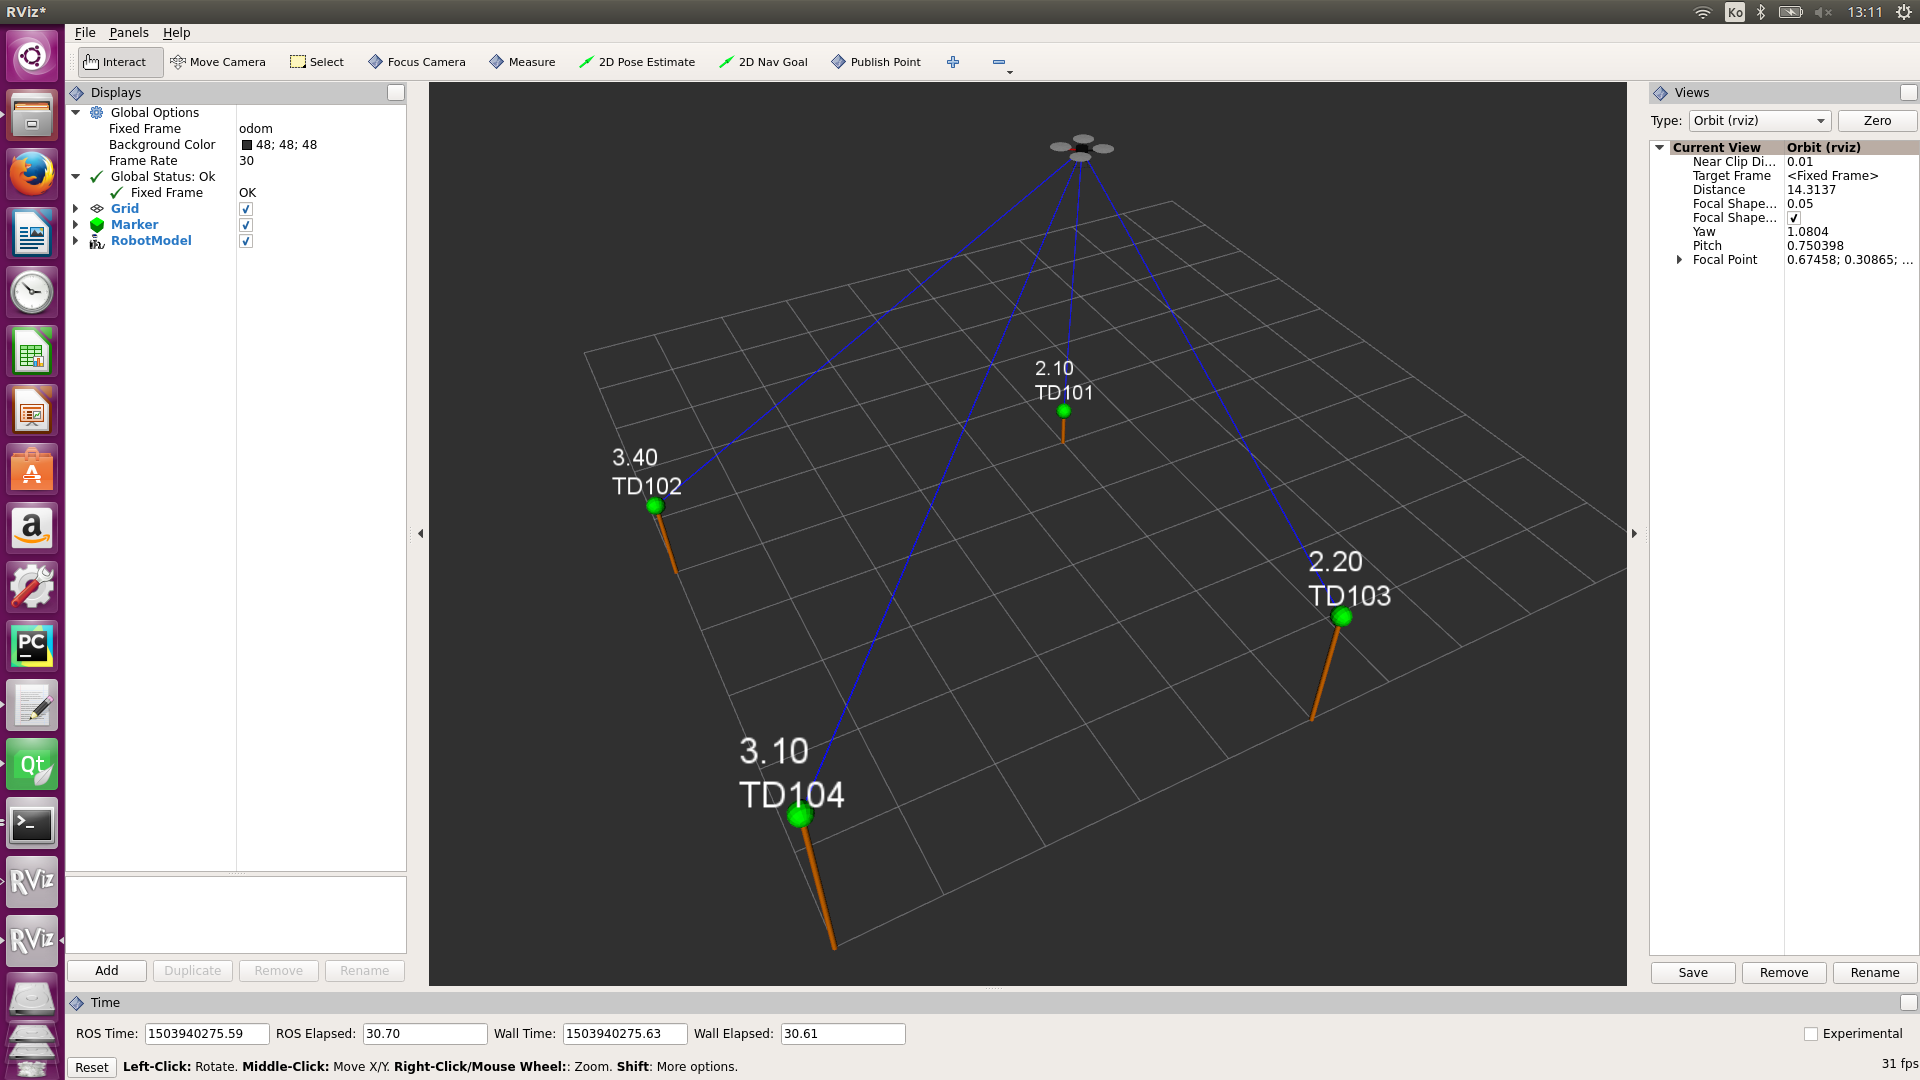 RViz*
Ko
13:11
File Panels Help
Interact Move Camera Select Focus Camera Measure 2D Pose Estimate 2D Nav Goal Publish Point
Displays
Global Options
Fixed Frame odom
Background Color 48; 48; 48
Frame Rate 30
Global Status: Ok
Fixed Frame OK
Grid
Marker
RobotModel
Add Duplicate Remove Rename
2.10
TD101
3.40
TD102
2.20
TD103
3.10
TD104
Views
Type: Orbit (rviz) Zero
Current View Orbit (rviz)
Near Clip Di... 0.01
Target Frame <Fixed Frame>
Distance 14.3137
Focal Shape... 0.05
Focal Shape...
Yaw 1.0804
Pitch 0.750398
Focal Point 0.67458; 0.30865; ...
Save Remove Rename
a
PC
Qt
>_
RViz
RViz
Time
ROS Time: 1503940275.59 ROS Elapsed: 30.70 Wall Time: 1503940275.63 Wall Elapsed: 30.61 Experimental
Reset Left-Click: Rotate. Middle-Click: Move X/Y. Right-Click/Mouse Wheel:: Zoom. Shift: More options. 31 fps